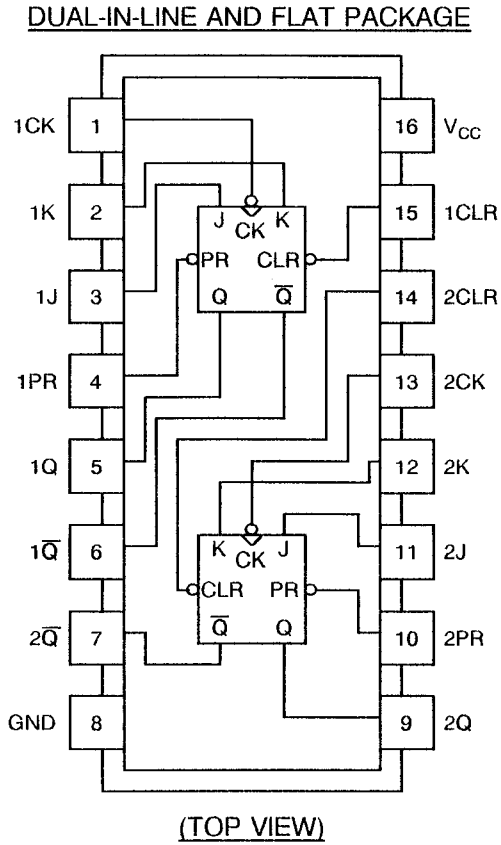 DUAL-IN-LINE AND FLAT PACKAGE
1CK 1 16 VCC
1K 2 J K 15 1CLR
CK
PR CLR
1J 3 Q Q̅ 14 2CLR
1PR 4 13 2CK
1Q 5 12 2K
1Q̅ 6 K J 11 2J
CK
CLR PR
2Q̅ 7 Q̅ Q 10 2PR
GND 8 9 2Q
(TOP VIEW)